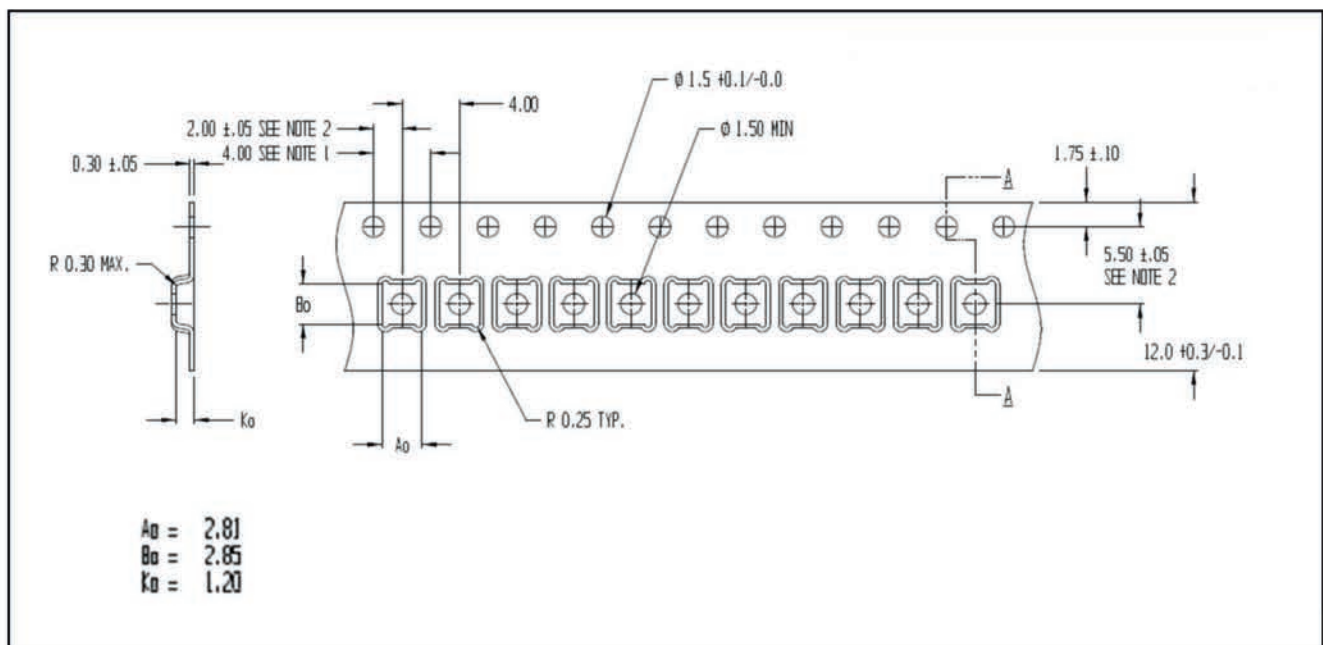 Ø 1.5 +0.1/-0.0
4.00
2.00 ±.05 SEE NOTE 2
Ø 1.50 MIN
4.00 SEE NOTE 1
0.30 ±.05
1.75 ±.10
A
R 0.30 MAX.
5.50 ±.05
SEE NOTE 2
Bo
12.0 +0.3/-0.1
A
Ko
R 0.25 TYP.
Ao
Ao = 2.81
Bo = 2.85
Ko = 1.20